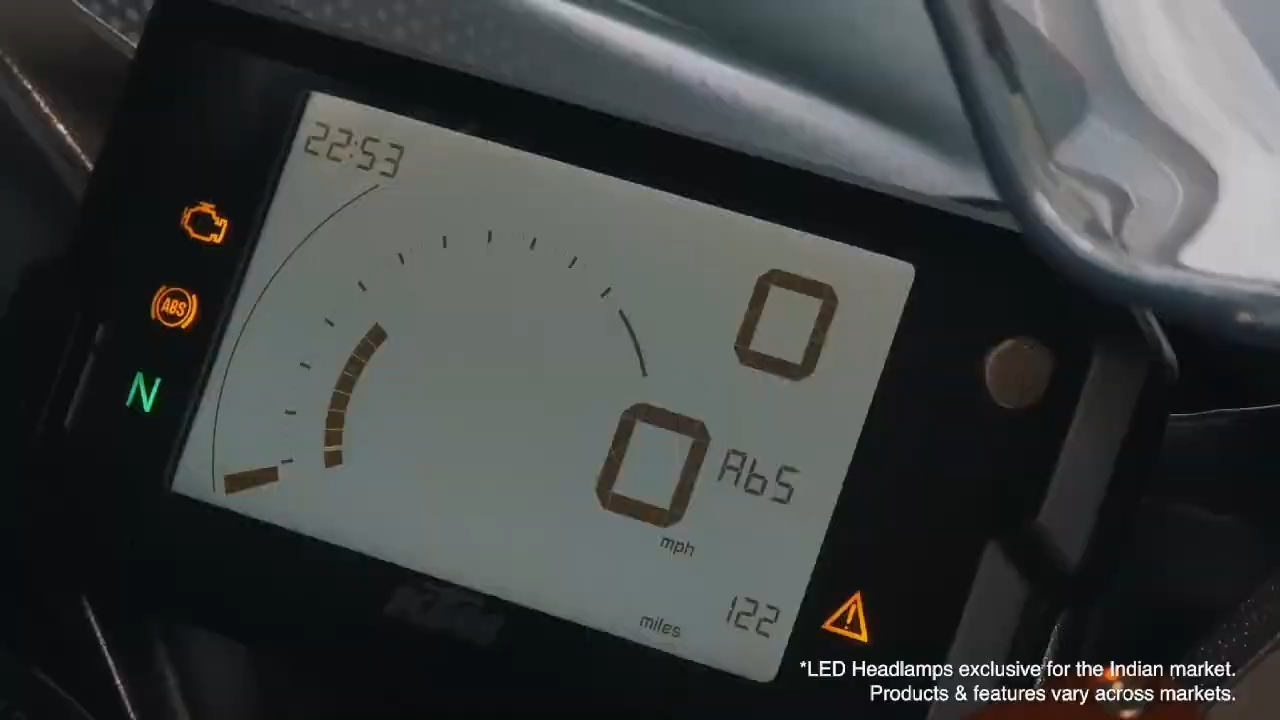 22:53
0
ABS
N
0
AbS
mph
122
miles
KTM
*LED Headlamps exclusive for the Indian market.
Products & features vary across markets.